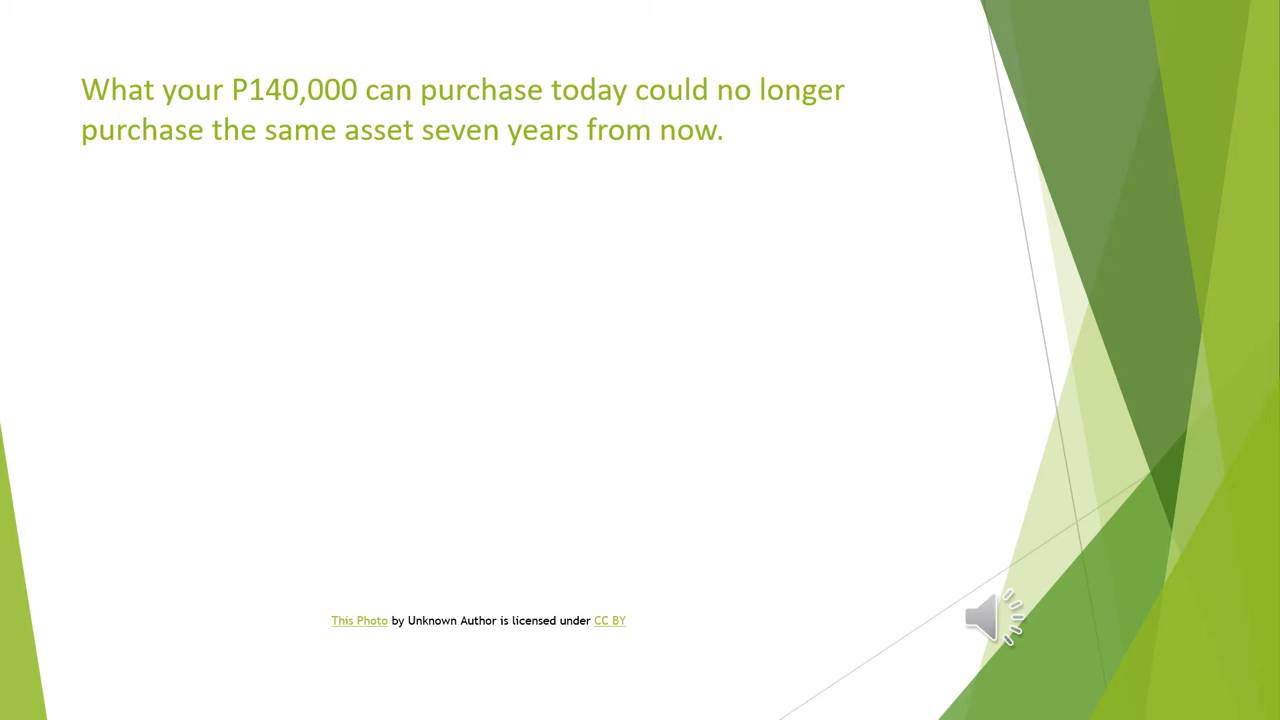 What your P140,000 can purchase today could no longer
purchase the same asset seven years from now.
This Photo by Unknown Author is licensed under CC BY